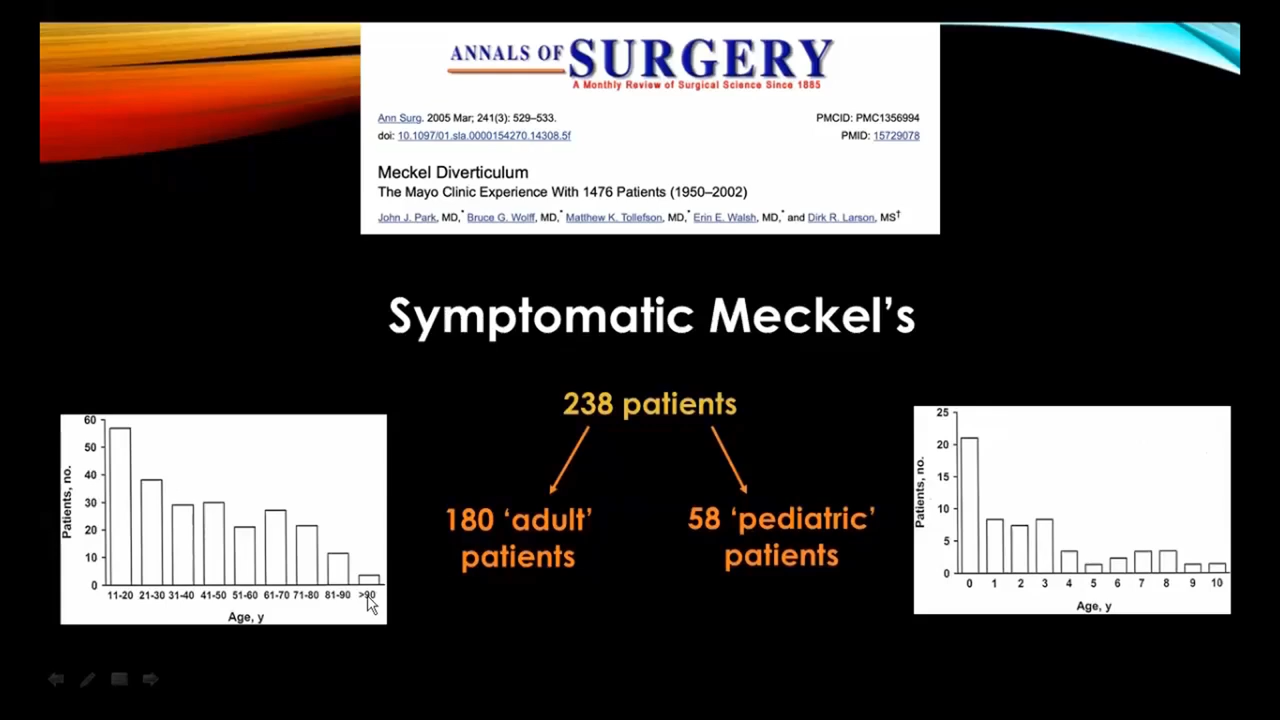 ANNALS OF SURGERY
A Monthly Review of Surgical Science Since 1885
Ann Surg. 2005 Mar; 241(3): 529–533.
PMCID: PMC1356994
doi: 10.1097/01.sla.0000154270.14308.5f
PMID: 15729078
Meckel Diverticulum
The Mayo Clinic Experience With 1476 Patients (1950–2002)
John J. Park, MD,* Bruce G. Wolff, MD,* Matthew K. Tollefson, MD,* Erin E. Walsh, MD,* and Dirk R. Larson, MS†
Symptomatic Meckel’s
238 patients
180 ‘adult’
patients
58 ‘pediatric’
patients
Patients, no.
60
50
40
30
20
10
0
11-20 21-30 31-40 41-50 51-60 61-70 71-80 81-90 >90
Age, y
Patients, no.
25
20
15
10
5
0
0 1 2 3 4 5 6 7 8 9 10
Age, y